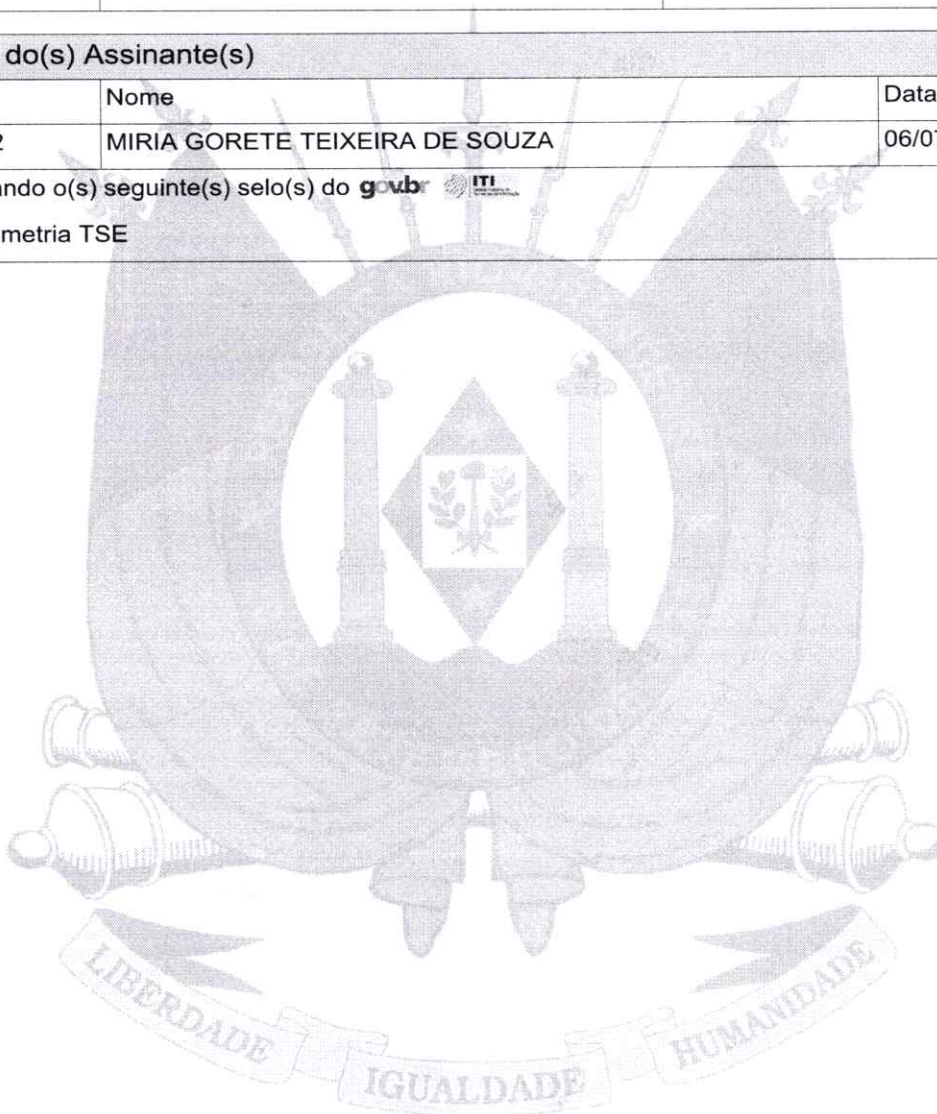 do(s) Assinante(s)
Nome Data
2 MIRIA GORETE TEIXEIRA DE SOUZA 06/07
ando o(s) seguinte(s) selo(s) do gov.br ITI
metria TSE
LIBERDADE
IGUALDADE
HUMANIDADE